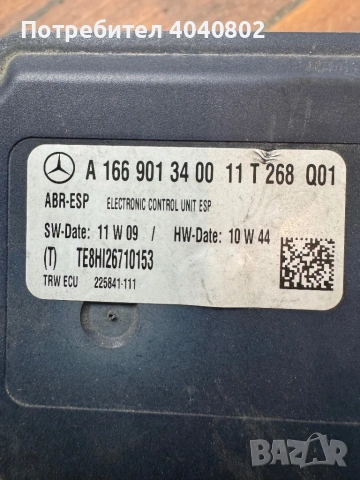 Потребител 4040802
A 166 901 34 00 11 T 268 Q01
ABR-ESP ELECTRONIC CONTROL UNIT ESP
SW-Date: 11 W 09 / HW-Date: 10 W 44
(T) TE8HI26710153
TRW ECU 225841-111
BAZAR